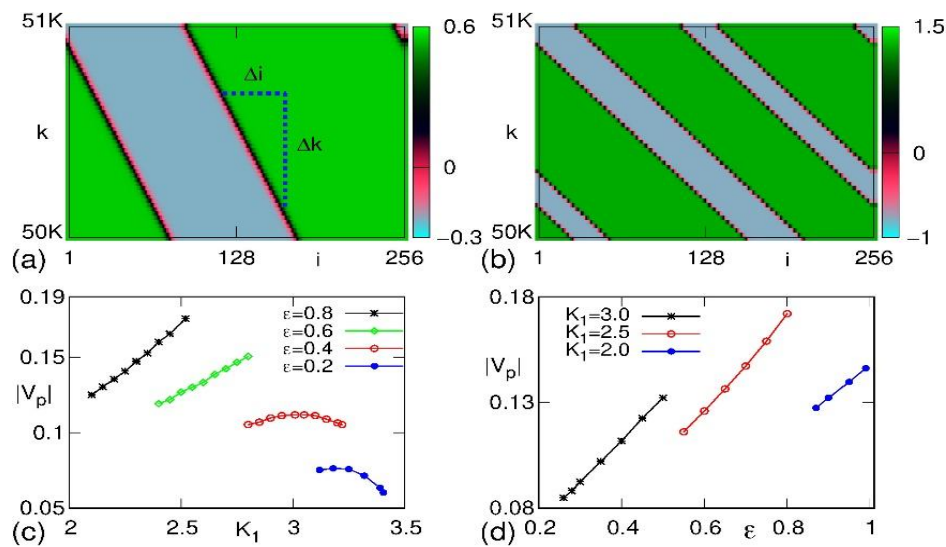 51K
k
50K
(a)
1
128
i
256
Δi
Δk
0.6
0
−0.3
51K
k
50K
(b)
1
128
i
256
1.5
0
−1
0.19
0.15
|Vp|
0.1
0.05
(c)
2
2.5
K1
3
3.5
ε=0.8
ε=0.6
ε=0.4
ε=0.2
0.18
|Vp|
0.13
0.08
(d)
0.2
0.4
0.6
ε
0.8
1
K1=3.0
K1=2.5
K1=2.0